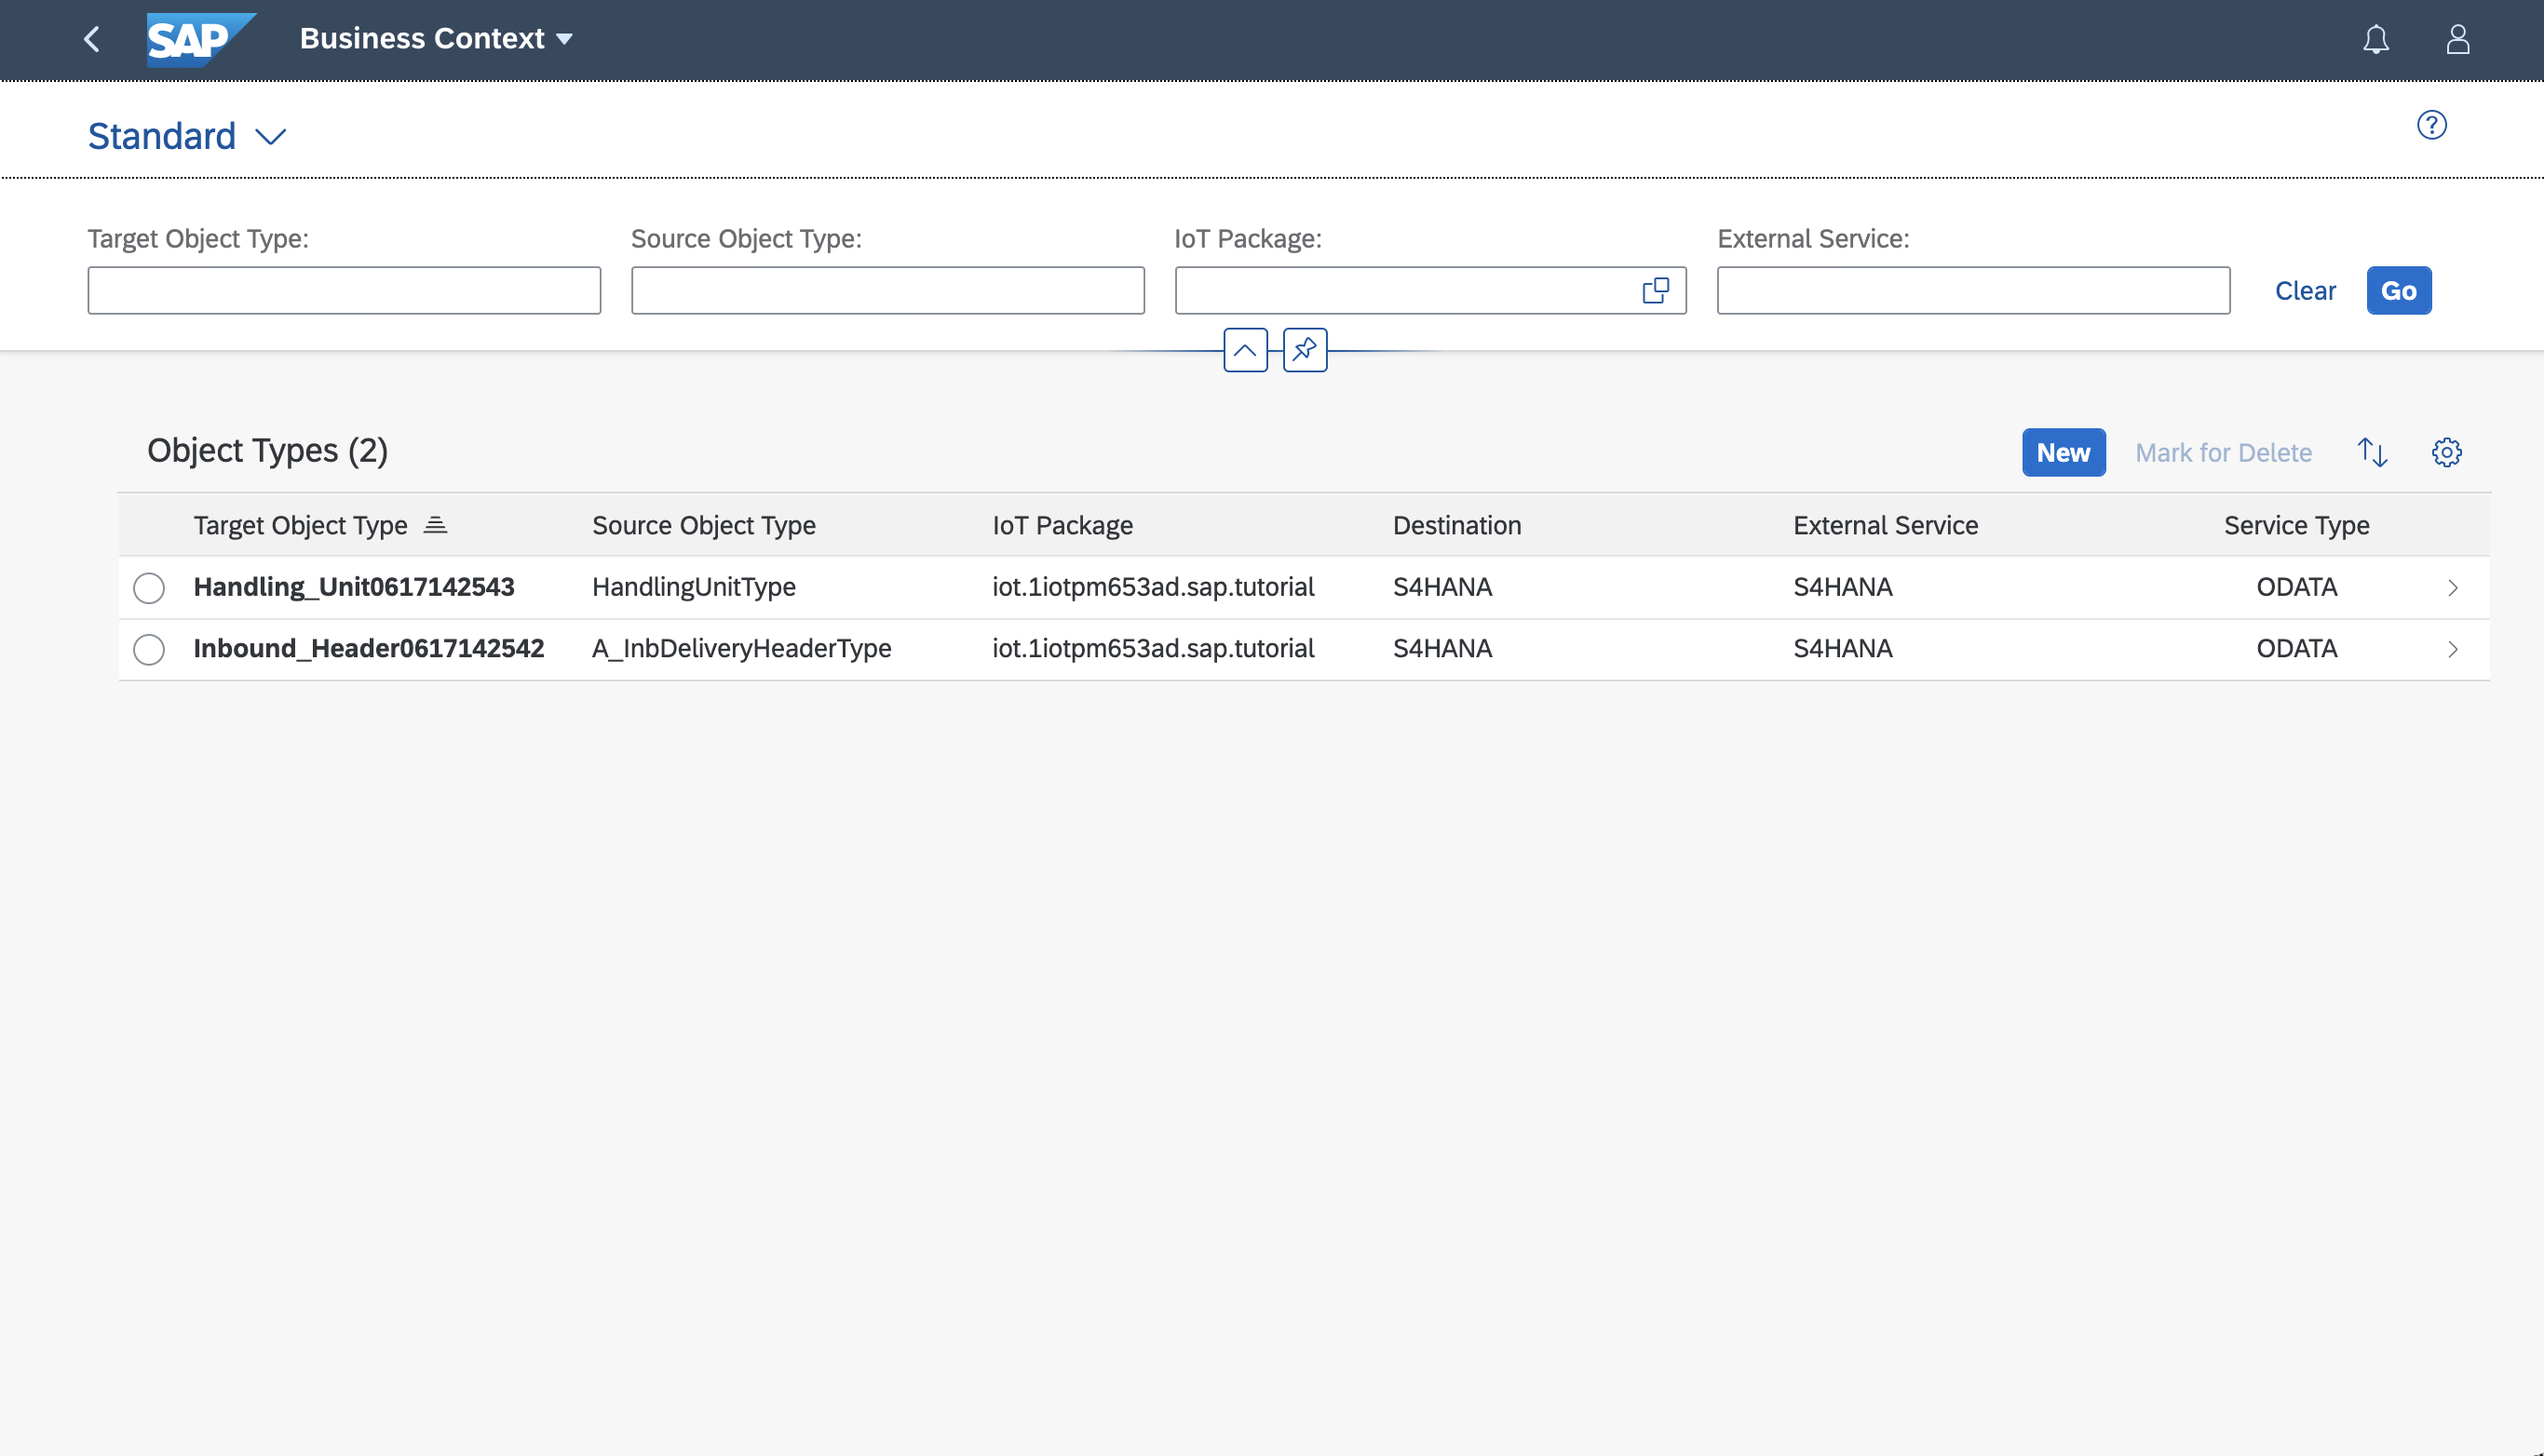 SAP Business Context
Standard
Target Object Type: Source Object Type: IoT Package: External Service:
Clear Go
Object Types (2) New Mark for Delete
Target Object Type Source Object Type IoT Package Destination External Service Service Type
Handling_Unit0617142543 HandlingUnitType iot.1iotpm653ad.sap.tutorial S4HANA S4HANA ODATA
Inbound_Header0617142542 A_InbDeliveryHeaderType iot.1iotpm653ad.sap.tutorial S4HANA S4HANA ODATA